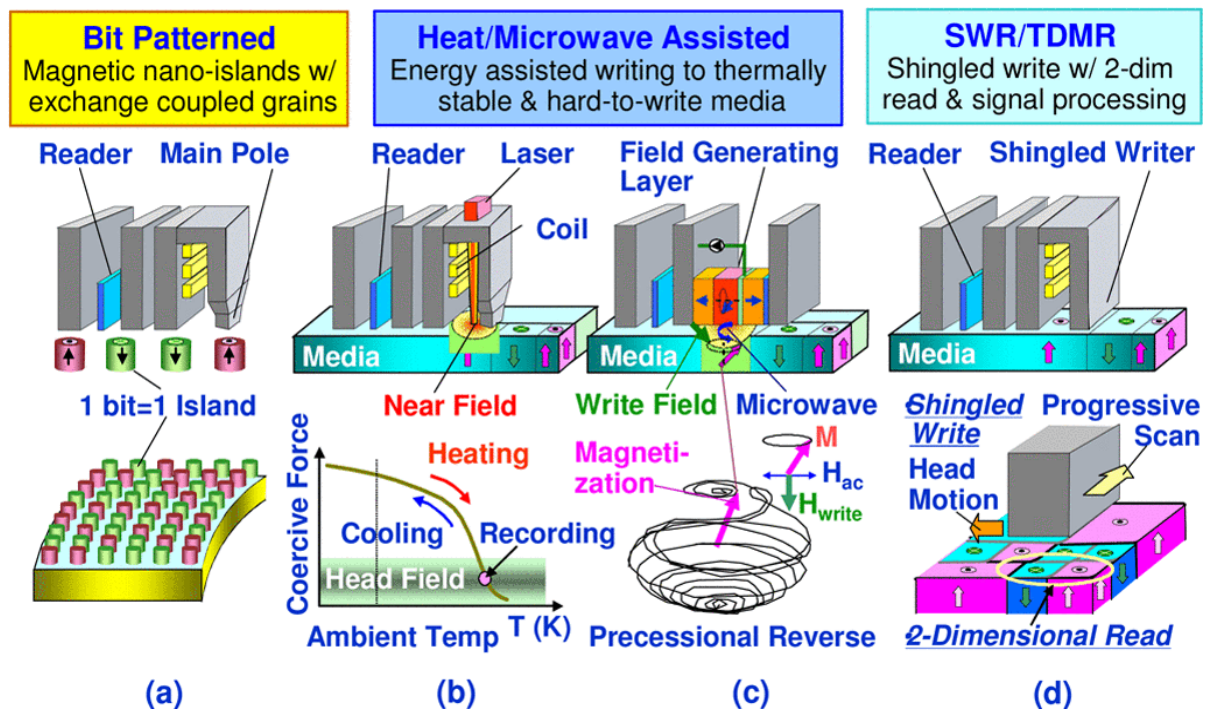 Bit Patterned
Magnetic nano-islands w/
exchange coupled grains
Heat/Microwave Assisted
Energy assisted writing to thermally
stable & hard-to-write media
SWR/TDMR
Shingled write w/ 2-dim
read & signal processing
Reader
Main Pole
1 bit=1 Island
(a)
Reader
Laser
Coil
Media
Near Field
Coercive Force
Heating
Cooling
Recording
Head Field
Ambient Temp
T (K)
(b)
Field Generating
Layer
Media
Write Field
Microwave
Magneti-
zation
M
Hac
Hwrite
Precessional Reverse
(c)
Reader
Shingled Writer
Media
Shingled
Write
Progressive
Scan
Head
Motion
2-Dimensional Read
(d)